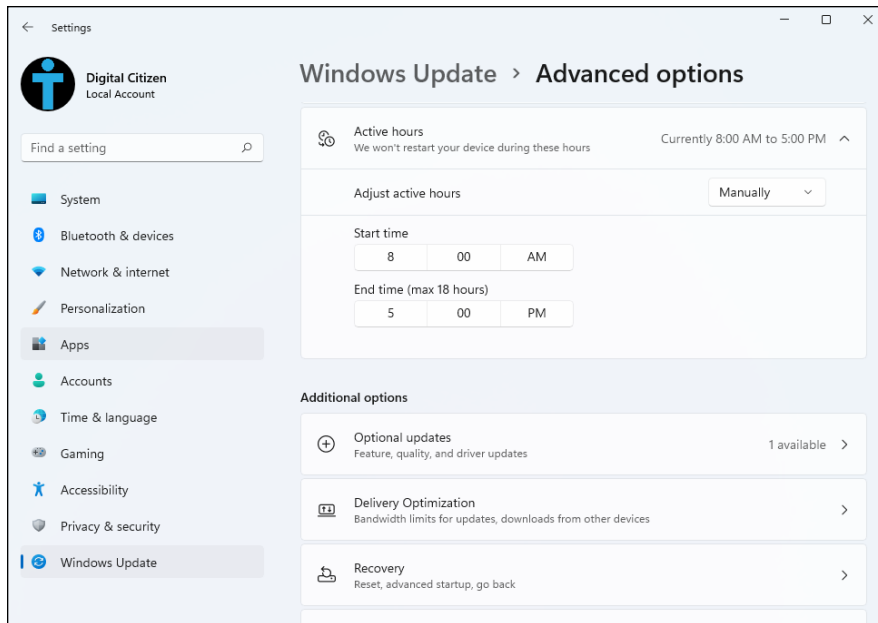 Settings
Digital Citizen
Local Account
Find a setting
System
Bluetooth & devices
Network & internet
Personalization
Apps
Accounts
Time & language
Gaming
Accessibility
Privacy & security
Windows Update
Windows Update > Advanced options
Active hours
We won't restart your device during these hours
Currently 8:00 AM to 5:00 PM
Adjust active hours
Manually
Start time
8 00 AM
End time (max 18 hours)
5 00 PM
Additional options
Optional updates
Feature, quality, and driver updates
1 available
Delivery Optimization
Bandwidth limits for updates, downloads from other devices
Recovery
Reset, advanced startup, go back